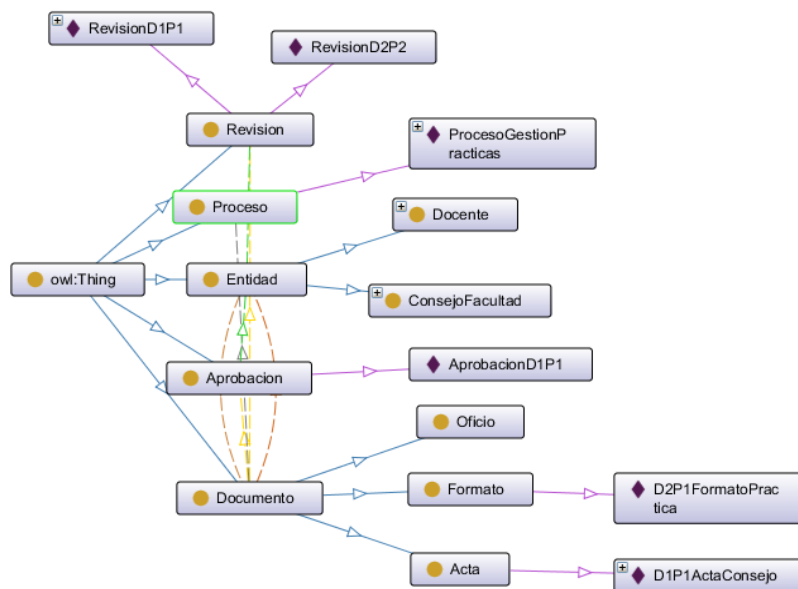 RevisionD1P1
RevisionD2P2
Revision
ProcesoGestionP
racticas
Proceso
Docente
owl:Thing
Entidad
ConsejoFacultad
Aprobacion
AprobacionD1P1
Oficio
Documento
Formato
D2P1FormatoPrac
tica
Acta
D1P1ActaConsejo